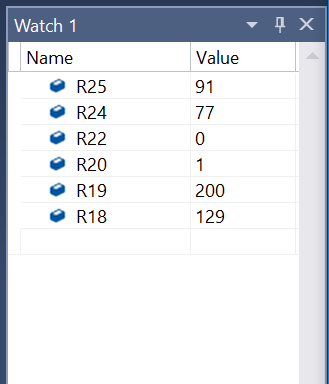 Watch 1
Name Value
R25 91
R24 77
R22 0
R20 1
R19 200
R18 129